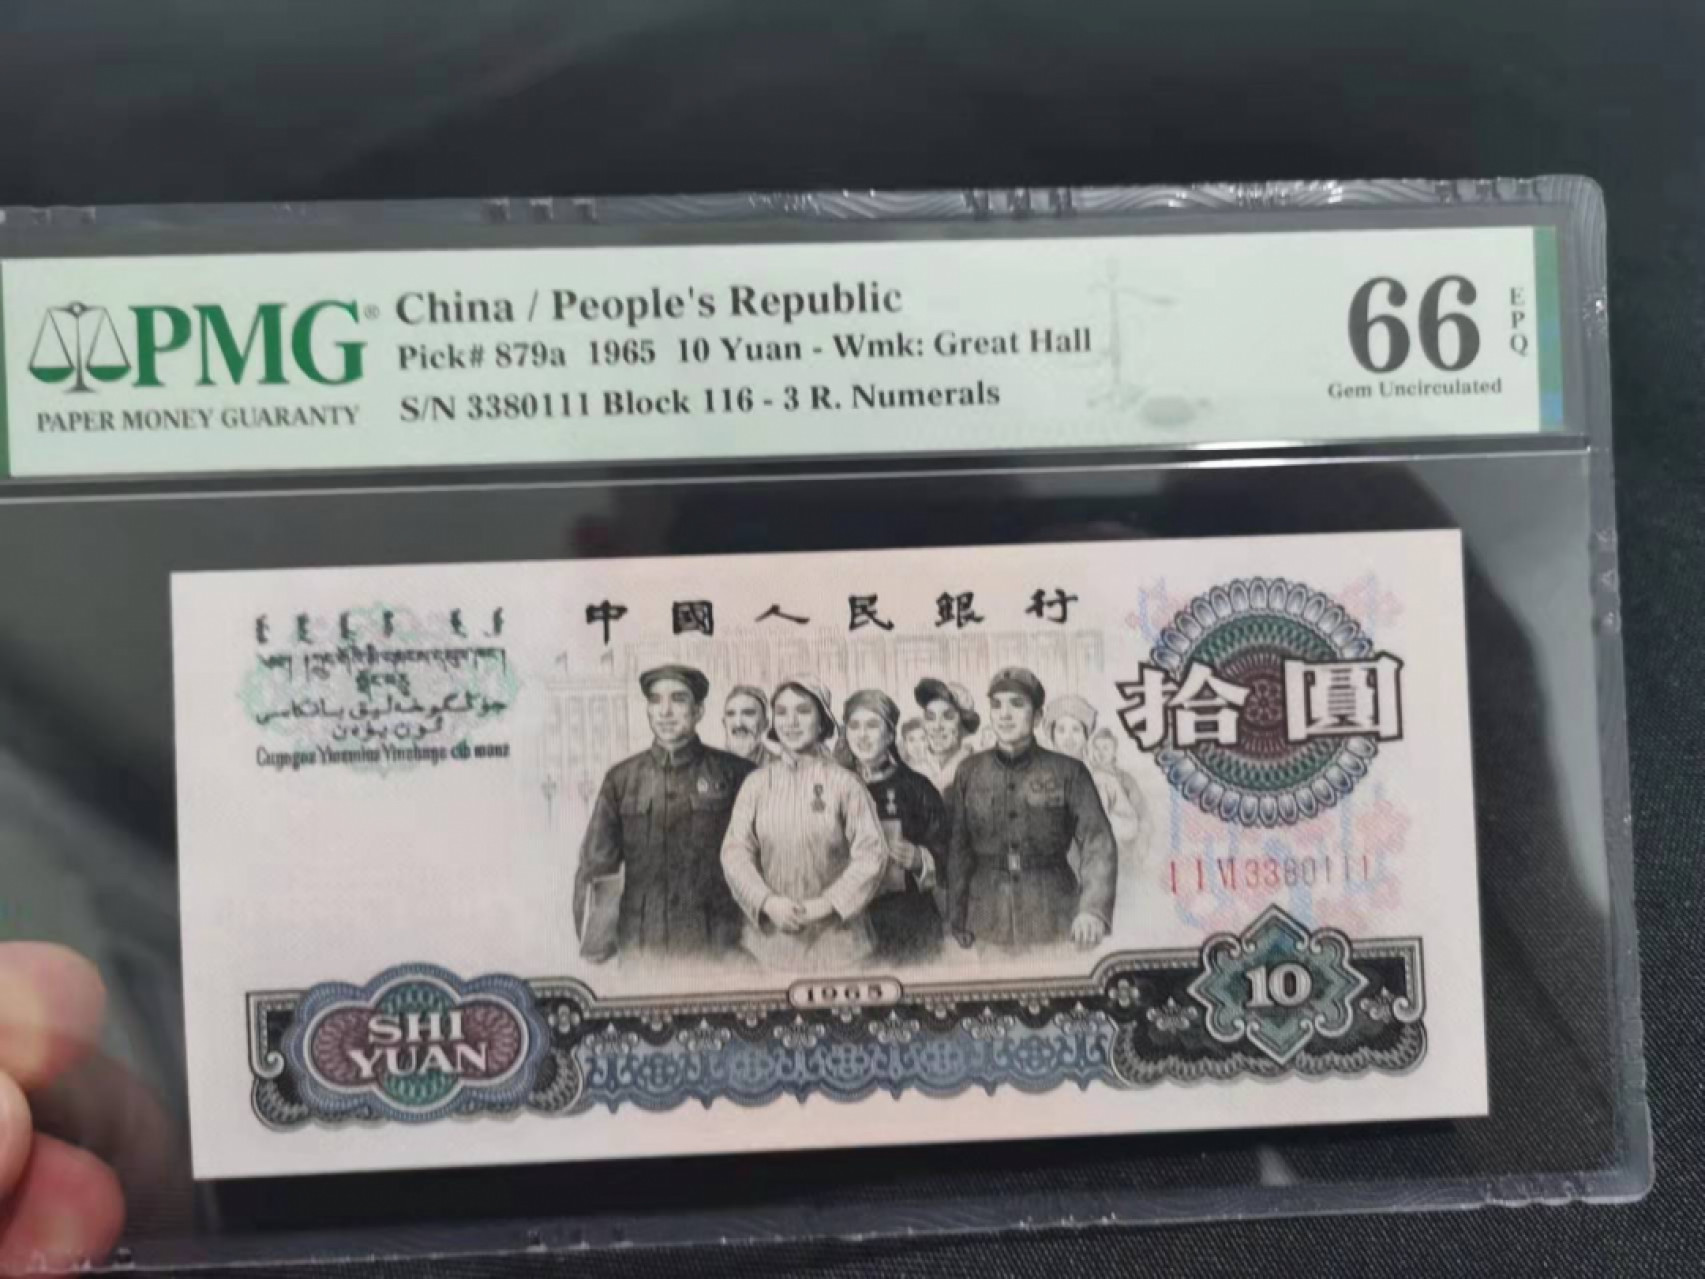 PMG®
PAPER MONEY GUARANTY
China / People's Republic
Pick# 879a 1965 10 Yuan - Wmk: Great Hall
S/N 3380111 Block 116 - 3 R. Numerals
66
EPQ
Gem Uncirculated
中國人民銀行
拾圓
I I VI 3380111
1965
SHI
YUAN
10